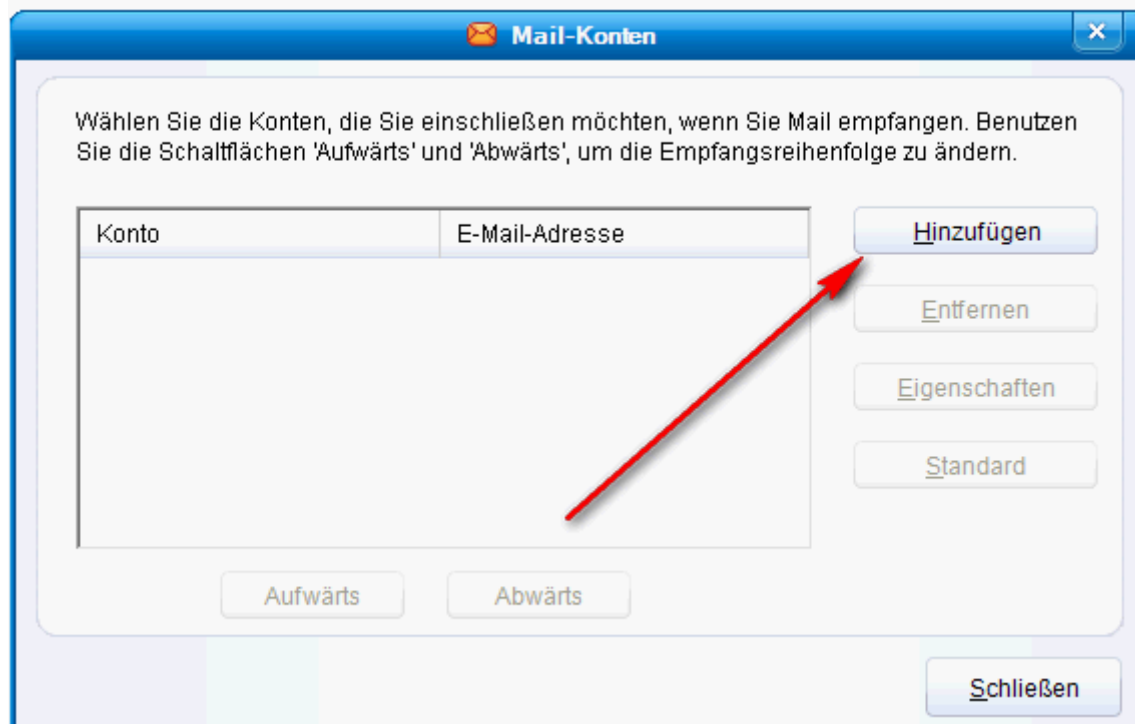 Mail-Konten
Wählen Sie die Konten, die Sie einschließen möchten, wenn Sie Mail empfangen. Benutzen
Sie die Schaltflächen 'Aufwärts' und 'Abwärts', um die Empfangsreihenfolge zu ändern.
Konto E-Mail-Adresse
Hinzufügen
Entfernen
Eigenschaften
Standard
Aufwärts Abwärts
Schließen